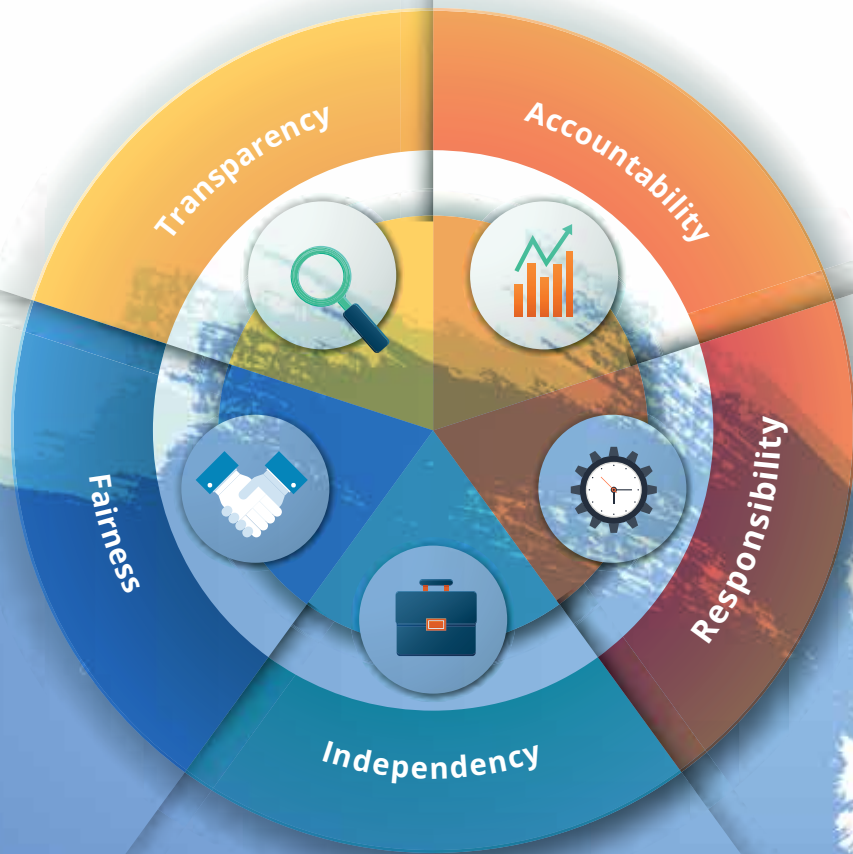 Transparency
Accountability
Responsibility
Independency
Fairness